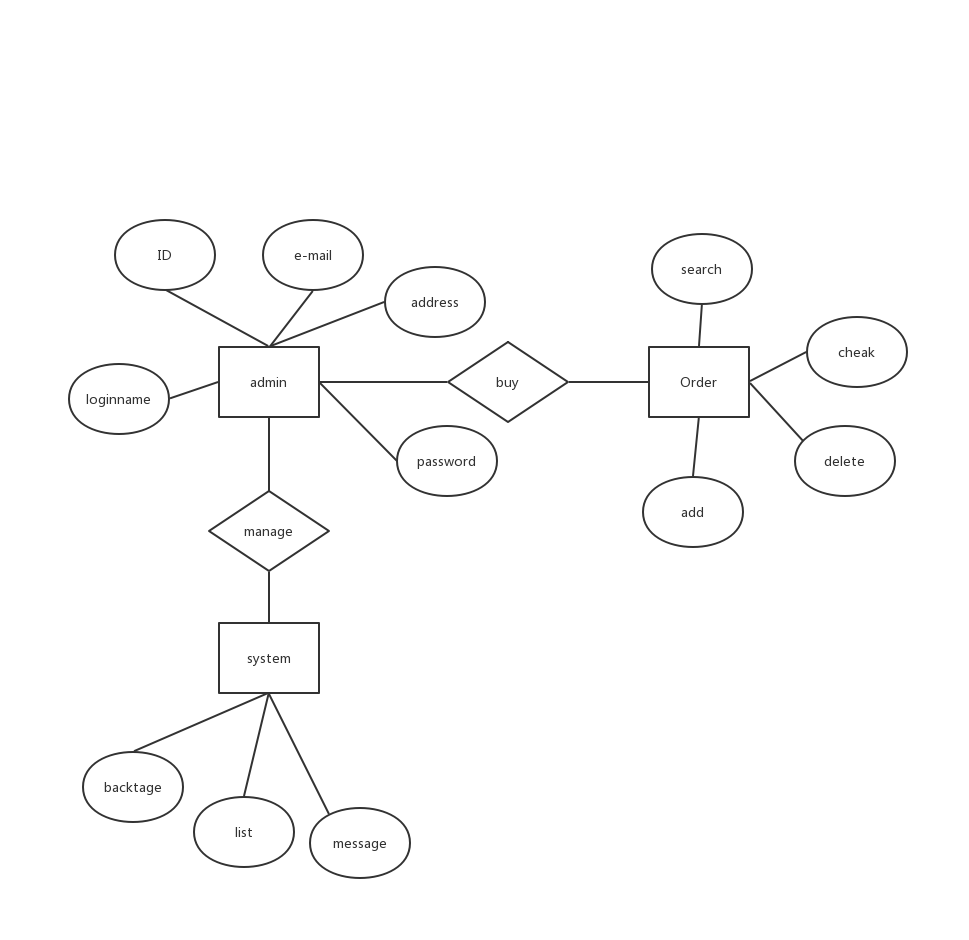 ID
e-mail
address
search
cheak
admin
buy
Order
loginname
password
delete
add
manage
system
backtage
list
message